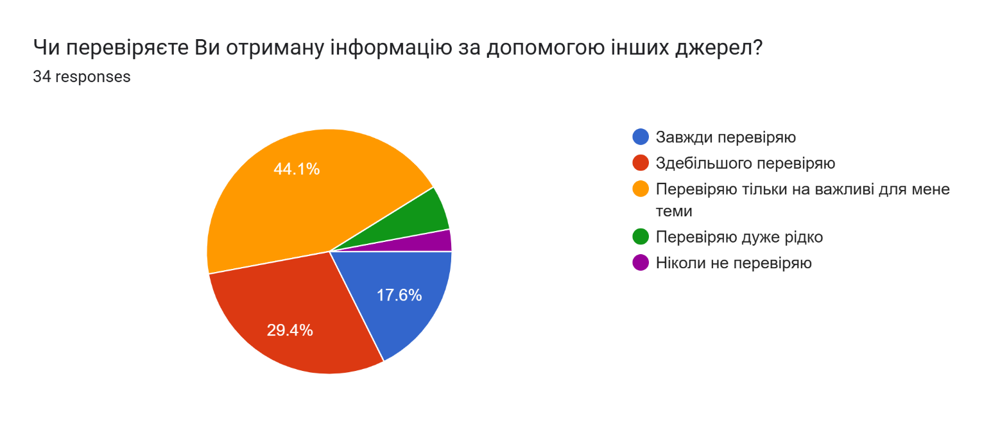 Чи перевіряєте Ви отриману інформацію за допомогою інших джерел?
34 responses
44.1%
17.6%
29.4%
Завжди перевіряю
Здебільшого перевіряю
Перевіряю тільки на важливі для мене
теми
Перевіряю дуже рідко
Ніколи не перевіряю